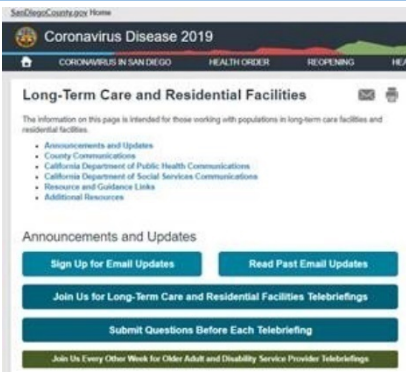 SanDiegoCounty.gov Home
Coronavirus Disease 2019
CORONAVIRUS IN SAN DIEGO HEALTH ORDER REOPENING HEA
Long-Term Care and Residential Facilities
The information on this page is intended for those working with populations in long-term care facilities and
residential facilities.
Announcements and Updates
County Communications
California Department of Public Health Communications
California Department of Social Services Communications
Resource and Guidance Links
Additional Resources
Announcements and Updates
Sign Up for Email Updates Read Past Email Updates
Join Us for Long-Term Care and Residential Facilities Telebriefings
Submit Questions Before Each Telebriefing
Join Us Every Other Week for Older Adult and Disability Service Provider Telebriefings